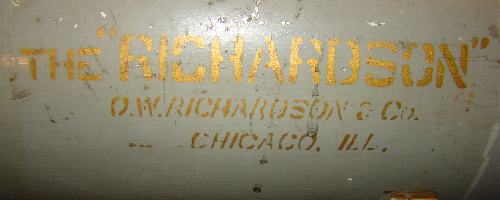 THE "RICHARDSON"
O.W. RICHARDSON & Co.
CHICAGO, ILL.